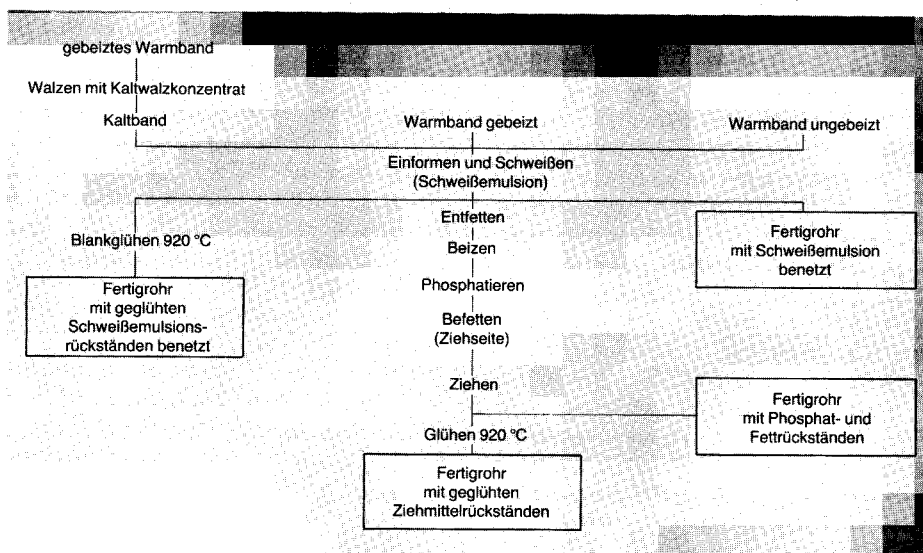 gebeiztes Warmband
Walzen mit Kaltwalzkonzentrat
Kaltband
Warmband gebeizt
Warmband ungebeizt
Einformen und Schweißen
(Schweißemulsion)
Blankglühen 920 °C
Fertigrohr
mit geglühten
Schweißemulsions-
rückständen benetzt
Entfetten
Beizen
Phosphatieren
Befetten
(Ziehseite)
Ziehen
Fertigrohr
mit Schweißemulsion
benetzt
Fertigrohr
mit Phosphat- und
Fettrückständen
Glühen 920 °C
Fertigrohr
mit geglühten
Ziehmittelrückständen